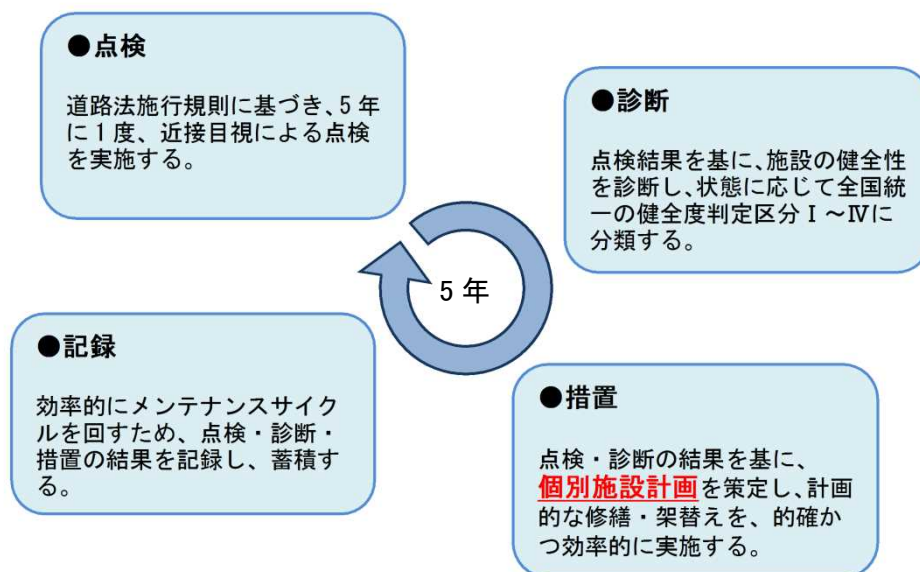 ●点検
道路法施行規則に基づき、5年
に1度、近接目視による点検
を実施する。
●診断
点検結果を基に、施設の健全性
を診断し、状態に応じて全国統
一の健全度判定区分Ⅰ~Ⅳに
分類する。
5年
●措置
点検・診断の結果を基に、
個別施設計画を策定し、計画
的な修繕・架替えを、的確か
つ効率的に実施する。
●記録
効率的にメンテナンスサイク
ルを回すため、点検・診断・
措置の結果を記録し、蓄積す
る。